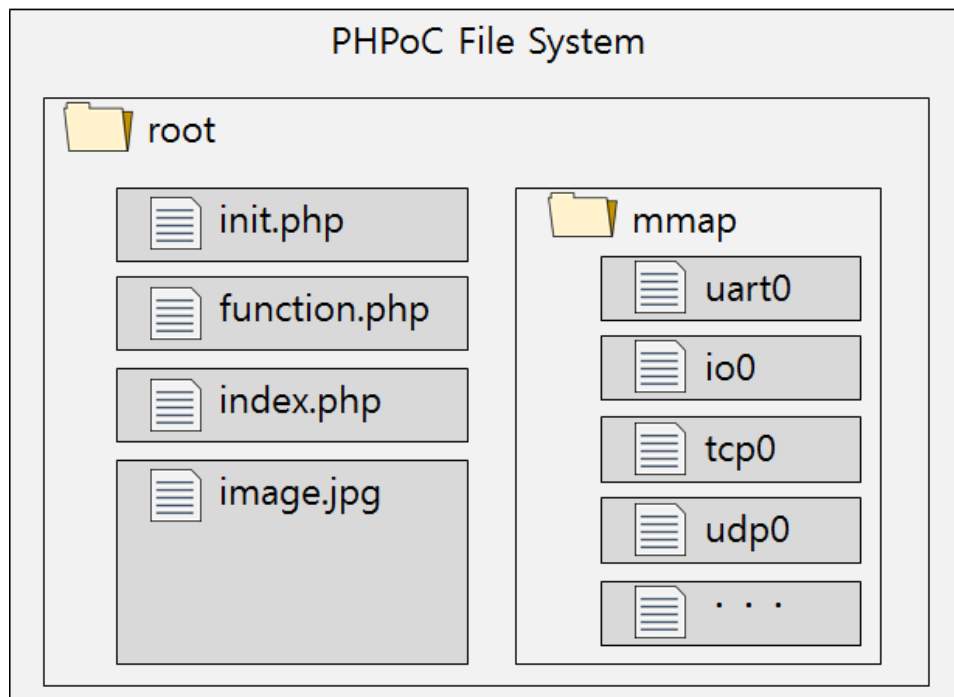 PHPoC File System
root
init.php
function.php
index.php
image.jpg
mmap
uart0
io0
tcp0
udp0
· · ·